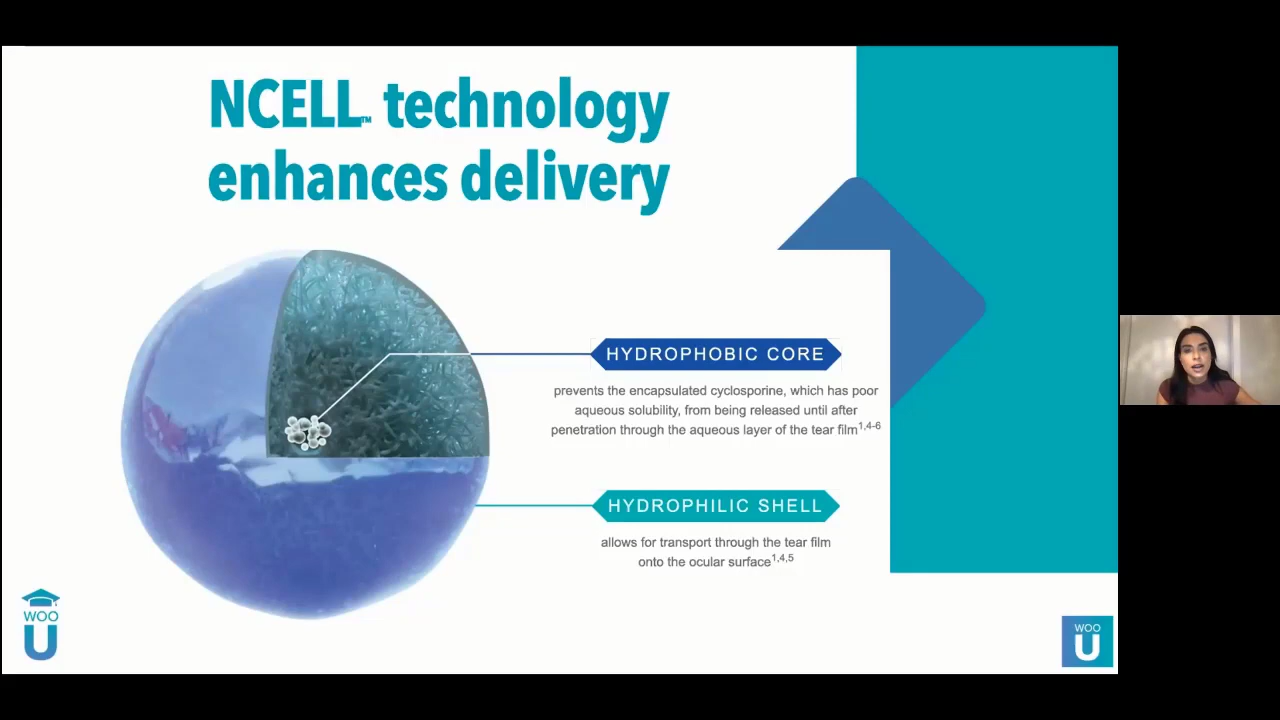 NCELL™ technology
enhances delivery
HYDROPHOBIC CORE
prevents the encapsulated cyclosporine, which has poor
aqueous solubility, from being released until after
penetration through the aqueous layer of the tear film1,4-6
HYDROPHILIC SHELL
allows for transport through the tear film
onto the ocular surface1,4,5
WOO
U
WOO
U